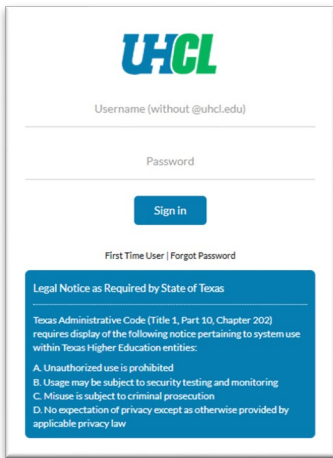 UHCL
Username (without @uhcl.edu)
Password
Sign in
First Time User | Forgot Password
Legal Notice as Required by State of Texas
Texas Administrative Code (Title 1, Part 10, Chapter 202)
requires display of the following notice pertaining to system use
within Texas Higher Education entities:
A. Unauthorized use is prohibited
B. Usage may be subject to security testing and monitoring
C. Misuse is subject to criminal prosecution
D. No expectation of privacy except as otherwise provided by
applicable privacy law